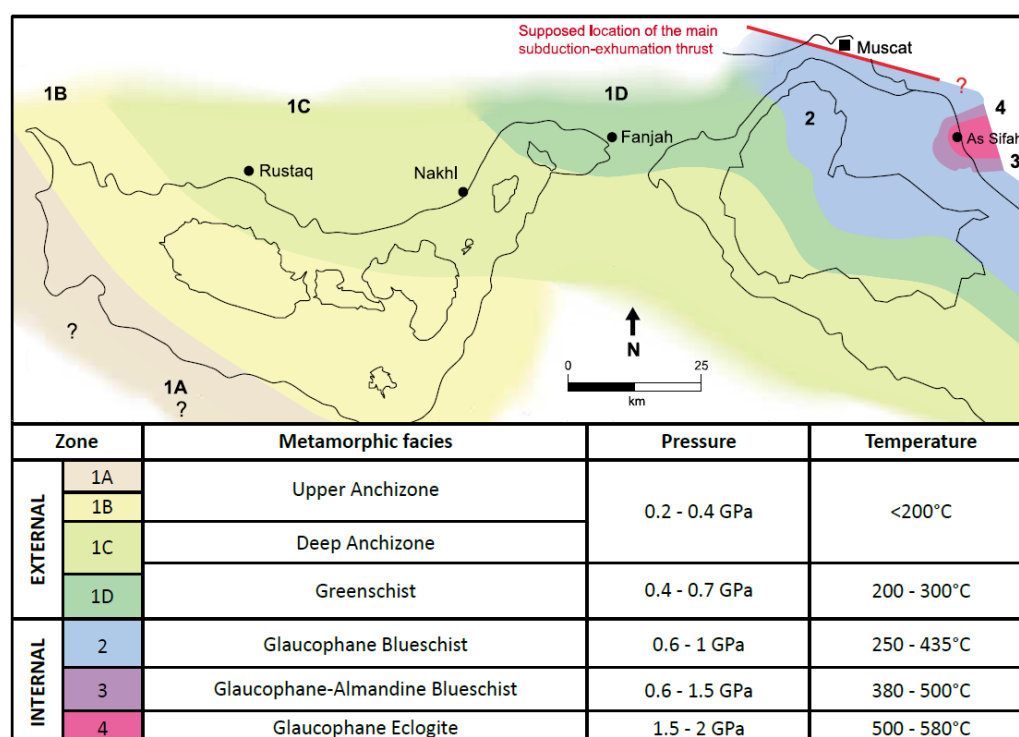 Supposed location of the main
subduction-exhumation thrust
Muscat
?
1B
1C
1D
2
4
As Sifah
3
Rustaq
Nakhl
Fanjah
?
1A
?
N
0 25
km
Zone Metamorphic facies Pressure Temperature
EXTERNAL
1A Upper Anchizone 0.2 - 0.4 GPa <200°C
1B
1C Deep Anchizone
1D Greenschist 0.4 - 0.7 GPa 200 - 300°C
INTERNAL
2 Glaucophane Blueschist 0.6 - 1 GPa 250 - 435°C
3 Glaucophane-Almandine Blueschist 0.6 - 1.5 GPa 380 - 500°C
4 Glaucophane Eclogite 1.5 - 2 GPa 500 - 580°C